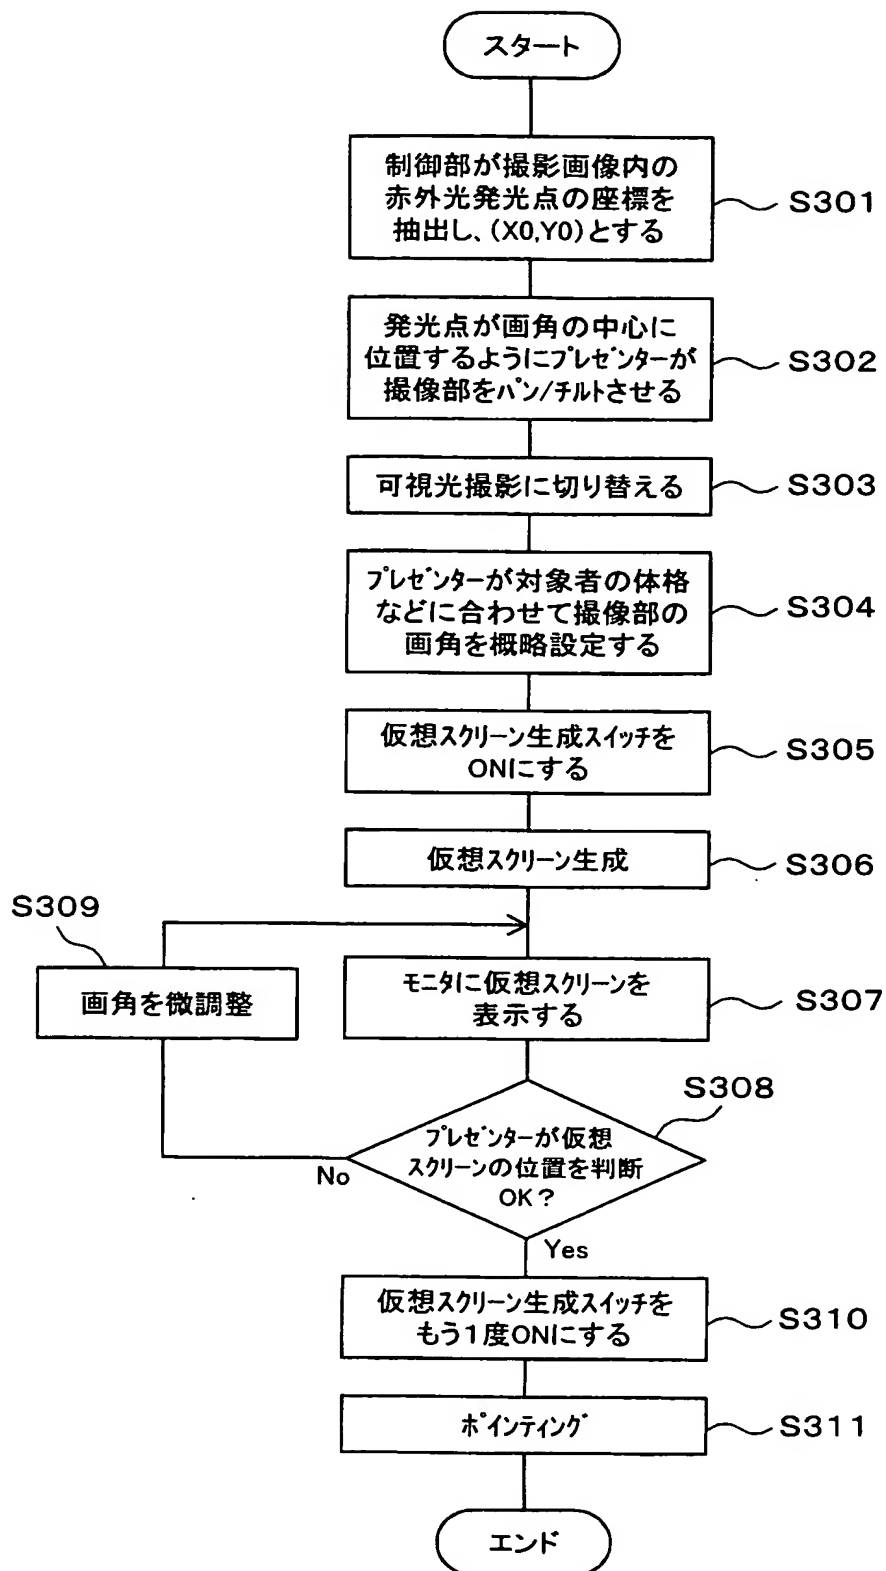 スタート
制御部が撮影画像内の
赤外光発光点の座標を
抽出し、(X0,Y0)とする
S301
発光点が画角の中心に
位置するようにプレゼンターが
撮像部をパン/チルトさせる
S302
可視光撮影に切り替える
S303
プレゼンターが対象者の体格
などに合わせて撮像部の
画角を概略設定する
S304
仮想スクリーン生成スイッチを
ONにする
S305
仮想スクリーン生成
S306
S309
画角を微調整
モニタに仮想スクリーンを
表示する
S307
S308
プレゼンターが仮想
スクリーンの位置を判断
OK?
No
Yes
仮想スクリーン生成スイッチを
もう1度ONにする
S310
ポインティング
S311
エンド